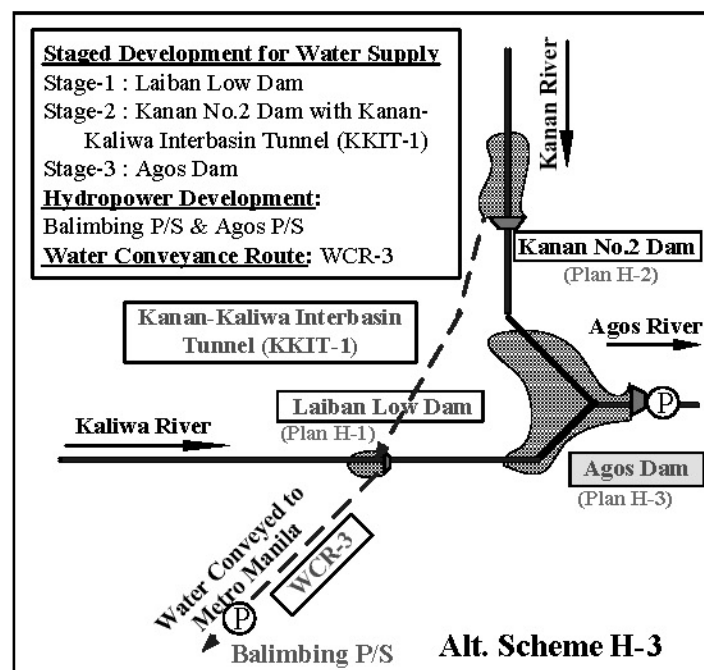 Staged Development for Water Supply
Stage-1 : Laiban Low Dam
Stage-2 : Kanan No.2 Dam with Kanan-
Kaliwa Interbasin Tunnel (KKIT-1)
Stage-3 : Agos Dam
Hydropower Development:
Balimbing P/S & Agos P/S
Water Conveyance Route: WCR-3
Kanan River
Kanan No.2 Dam
(Plan H-2)
Kanan-Kaliwa Interbasin
Tunnel (KKIT-1)
Agos River
Laiban Low Dam
(Plan H-1)
P
Kaliwa River
Agos Dam
(Plan H-3)
Water Conveyed to
Metro Manila
WCR-3
P
Balimbing P/S
Alt. Scheme H-3